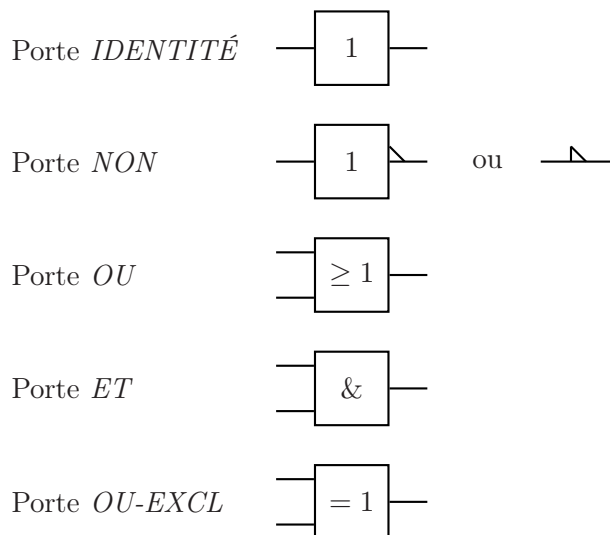 Porte IDENTITÉ 1
Porte NON 1 ou
Porte OU ≥ 1
Porte ET &
Porte OU-EXCL = 1